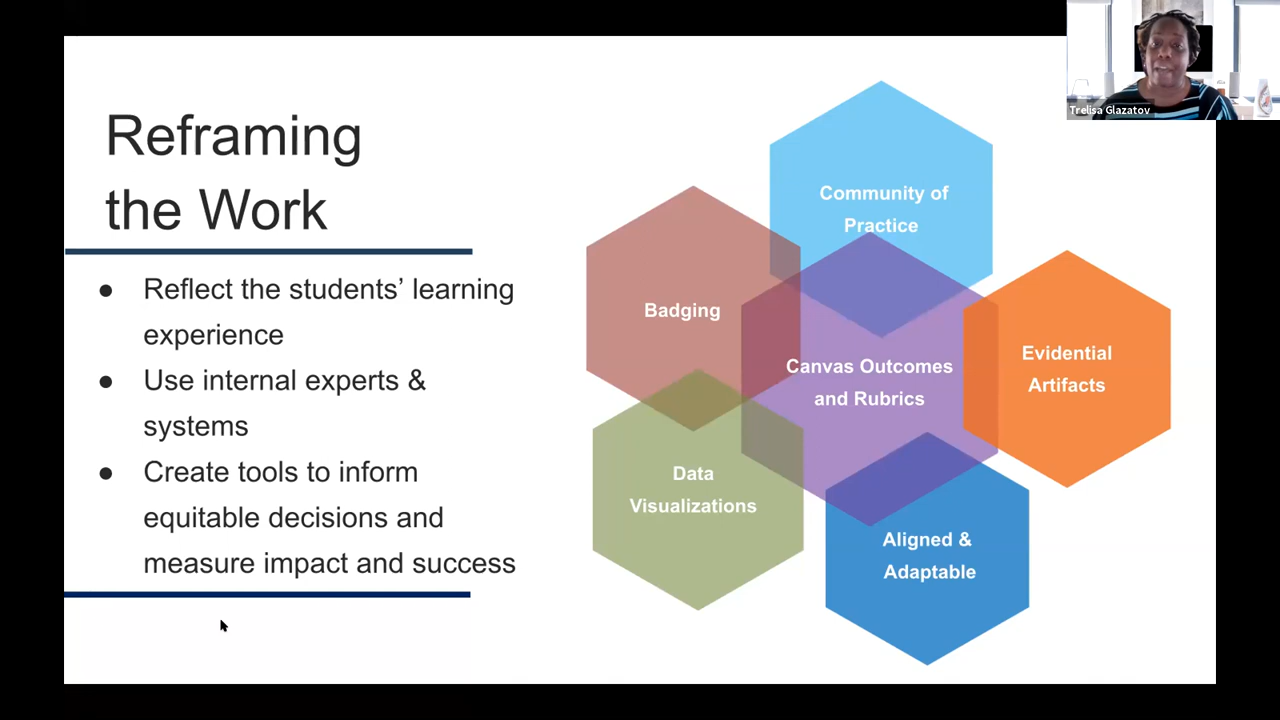 Reframing
the Work
● Reflect the students’ learning
experience
● Use internal experts &
systems
● Create tools to inform
equitable decisions and
measure impact and success
Community of
Practice
Badging
Canvas Outcomes
and Rubrics
Evidential
Artifacts
Data
Visualizations
Aligned &
Adaptable
Trelisa Glazatov